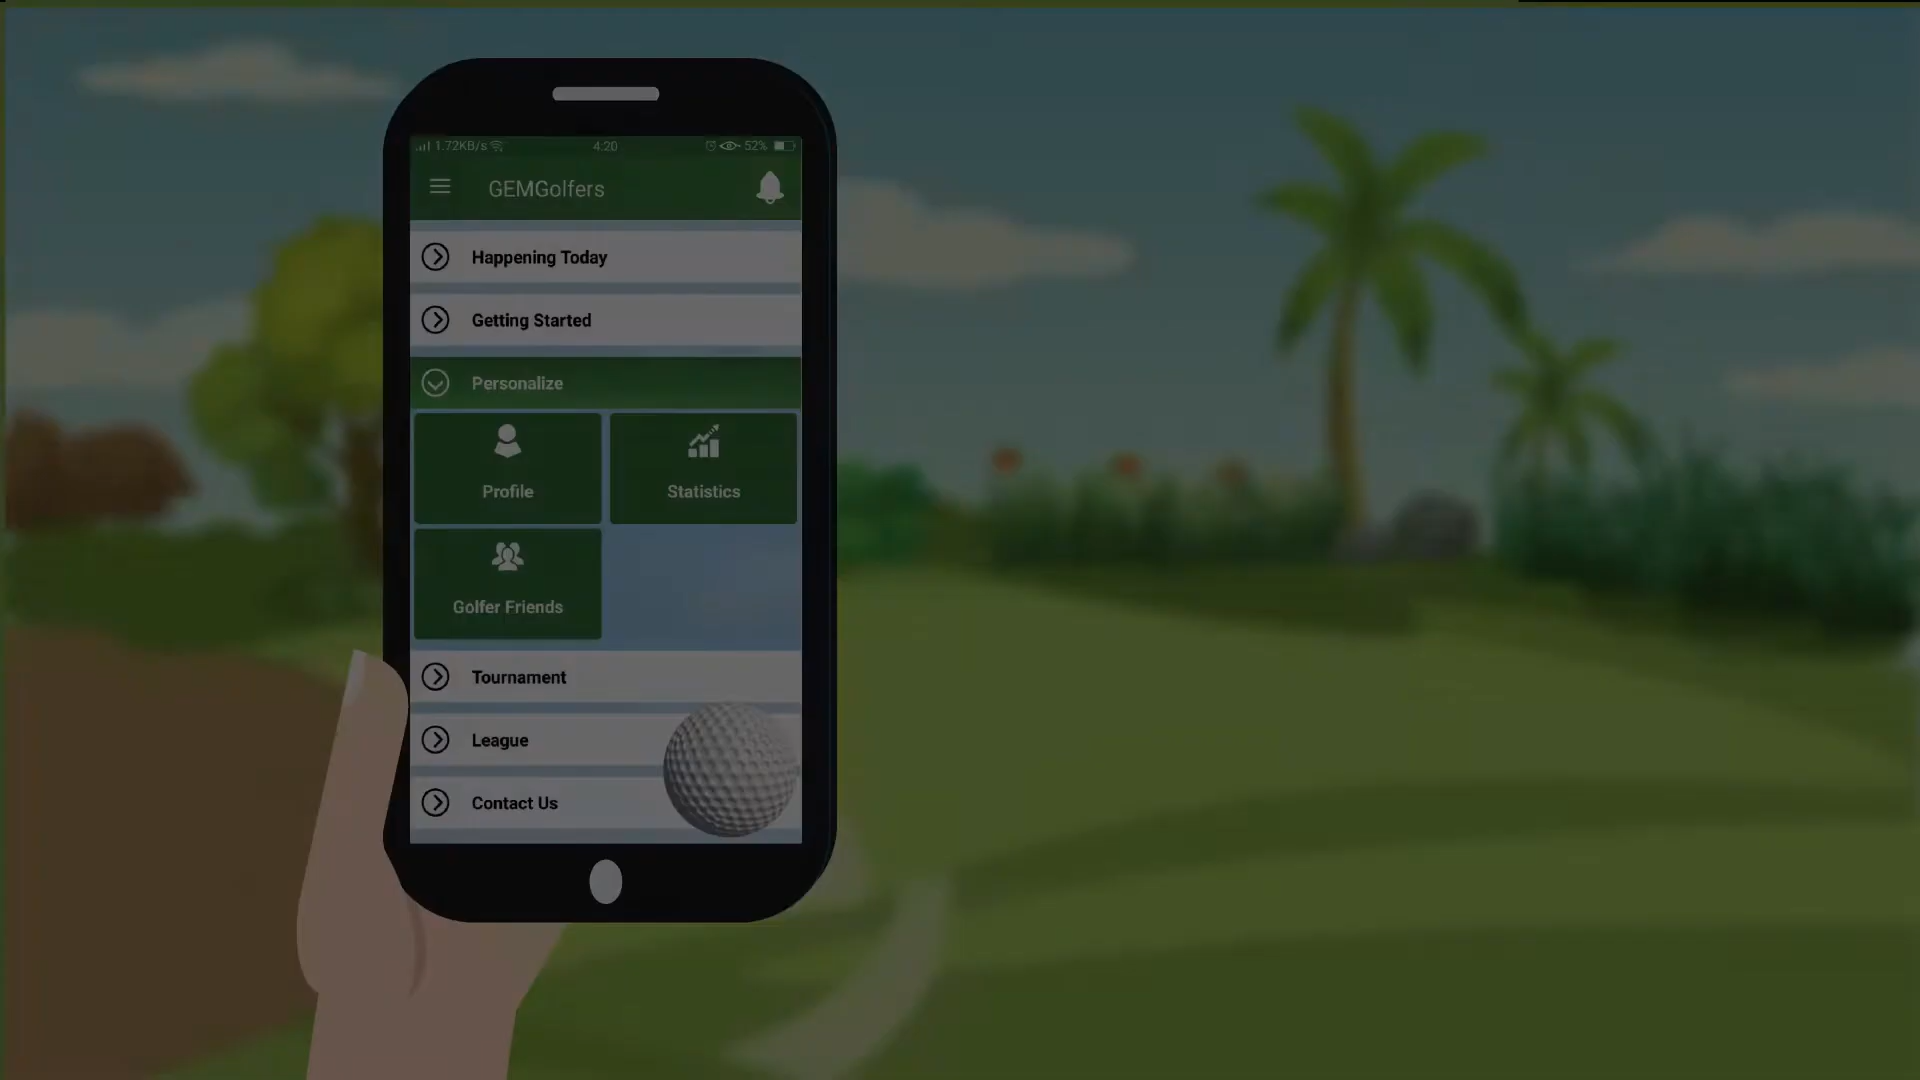 1.72KB/s 4:20 52%
GEMGolfers
Happening Today
Getting Started
Personalize
Profile Statistics
Golfer Friends
Tournament
League
Contact Us